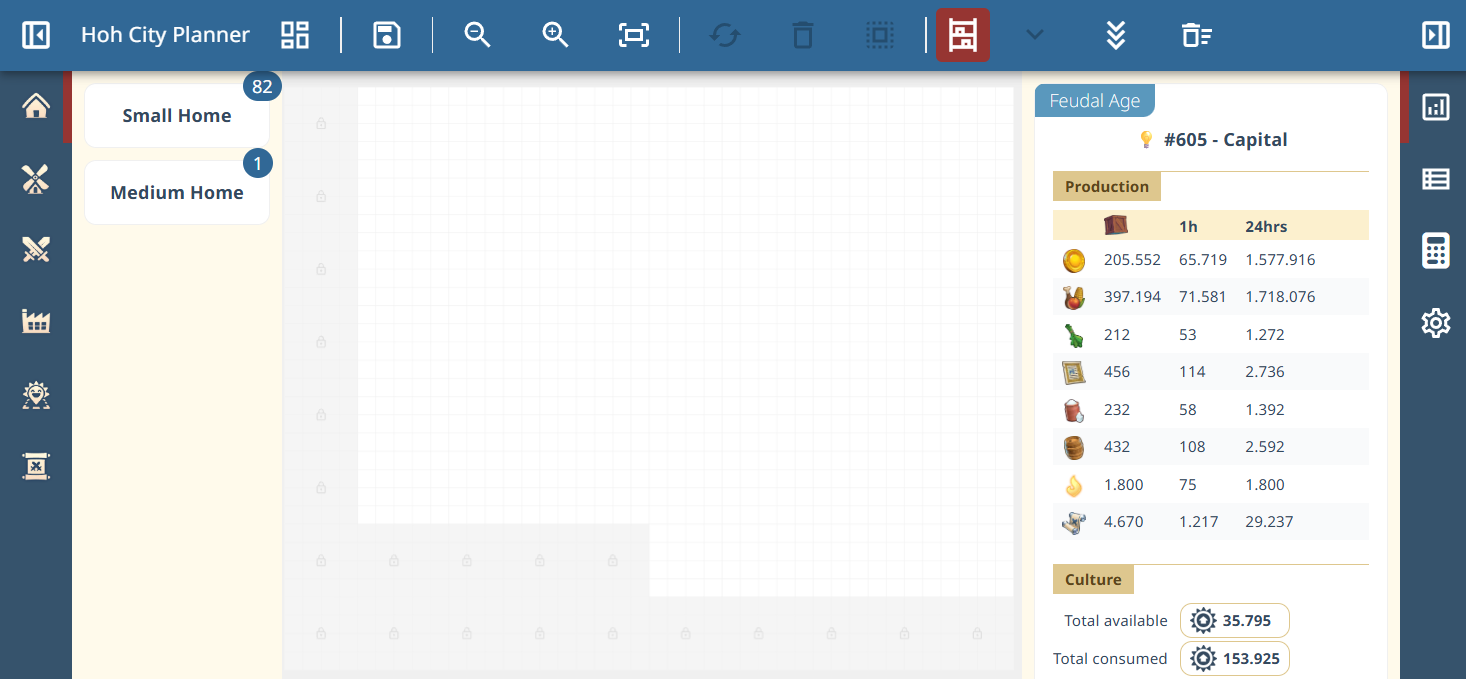 Hoh City Planner
82
Small Home
1
Medium Home
Feudal Age
#605 - Capital
Production
1h 24hrs
205.552 65.719 1.577.916
397.194 71.581 1.718.076
212 53 1.272
456 114 2.736
232 58 1.392
432 108 2.592
1.800 75 1.800
4.670 1.217 29.237
Culture
Total available 35.795
Total consumed 153.925